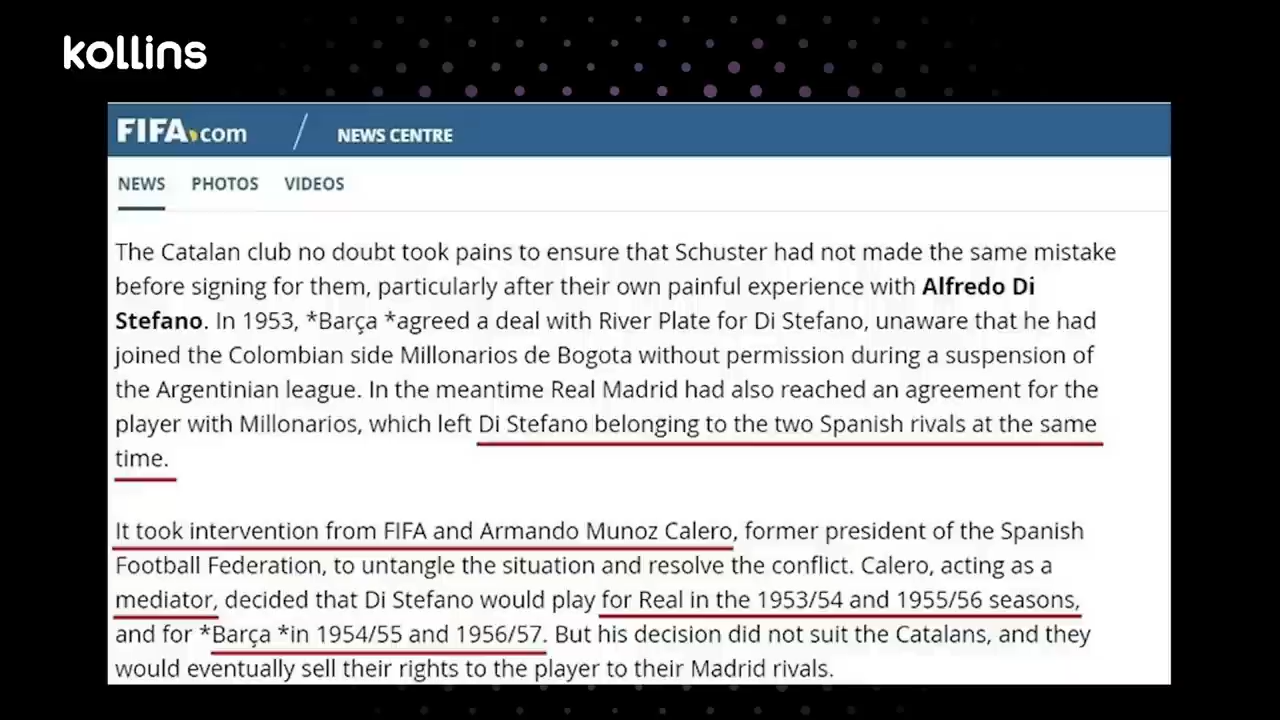 kollins
FIFA.com / NEWS CENTRE
NEWS PHOTOS VIDEOS
The Catalan club no doubt took pains to ensure that Schuster had not made the same mistake
before signing for them, particularly after their own painful experience with Alfredo Di
Stefano. In 1953, *Barça *agreed a deal with River Plate for Di Stefano, unaware that he had
joined the Colombian side Millonarios de Bogota without permission during a suspension of
the Argentinian league. In the meantime Real Madrid had also reached an agreement for the
player with Millonarios, which left Di Stefano belonging to the two Spanish rivals at the same
time.
It took intervention from FIFA and Armando Munoz Calero, former president of the Spanish
Football Federation, to untangle the situation and resolve the conflict. Calero, acting as a
mediator, decided that Di Stefano would play for Real in the 1953/54 and 1955/56 seasons,
and for *Barça *in 1954/55 and 1956/57. But his decision did not suit the Catalans, and they
would eventually sell their rights to the player to their Madrid rivals.